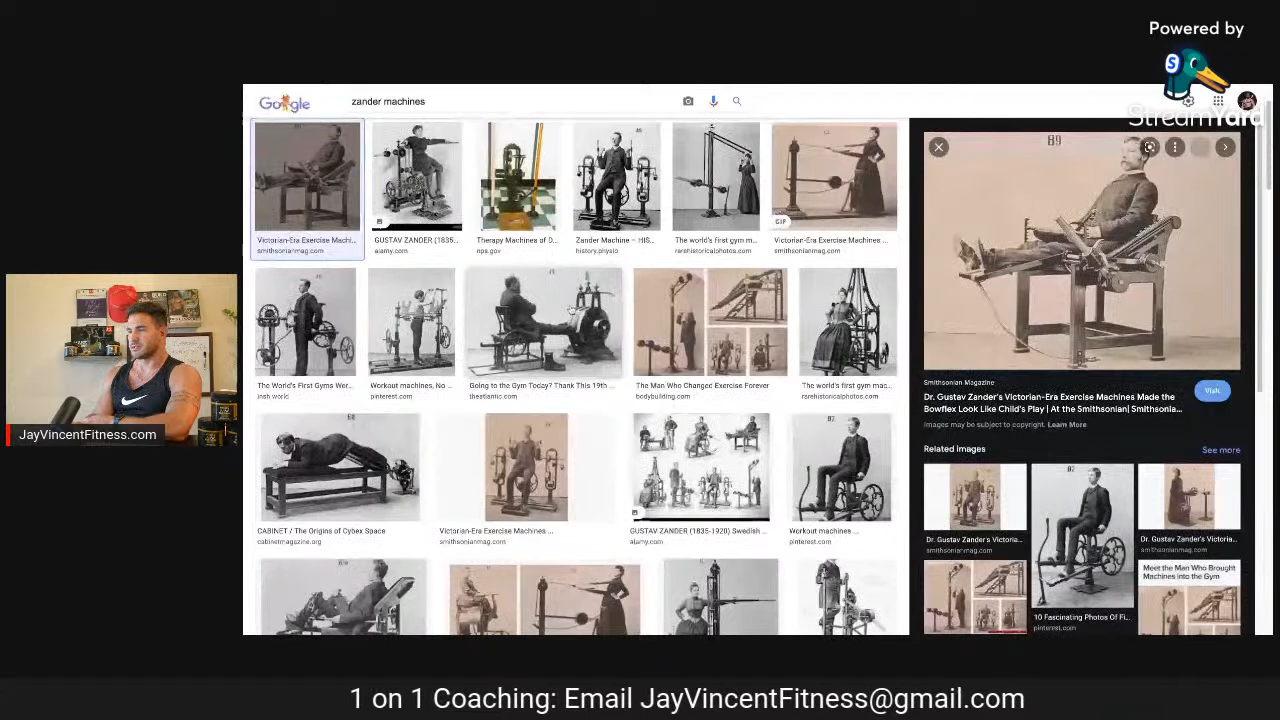 Powered by
StreamYard
Google
zander machines
89
GIF
Victorian-Era Exercise Machi...
smithsonianmag.com
GUSTAV ZANDER (1835...
alamy.com
Therapy Machines of D...
nps.gov
Zander Machine – HIS...
history.physio
The world's first gym m...
rarehistoricalphotos.com
Victorian-Era Exercise Machines ...
smithsonianmag.com
The World's First Gyms Wer...
insh.world
Workout machines, No ...
pinterest.com
Going to the Gym Today? Thank This 19th ...
theatlantic.com
The Man Who Changed Exercise Forever
bodybuilding.com
The world's first gym mac...
rarehistoricalphotos.com
CABINET / The Origins of Cybex Space
cabinetmagazine.org
Victorian-Era Exercise Machines ...
smithsonianmag.com
GUSTAV ZANDER (1835-1920) Swedish ...
alamy.com
Workout machines ...
pinterest.com
Smithsonian Magazine
Visit
Dr. Gustav Zander's Victorian-Era Exercise Machines Made the
Bowflex Look Like Child's Play | At the Smithsonian| Smithsonia...
Images may be subject to copyright. Learn More
Related Images
See more
Dr. Gustav Zander's Victoria...
smithsonianmag.com
Dr. Gustav Zander's Victoria...
smithsonianmag.com
Meet the Man Who Brought
Machines into the Gym
10 Fascinating Photos Of Fi...
pinterest.com
JayVincentFitness.com
1 on 1 Coaching: Email JayVincentFitness@gmail.com